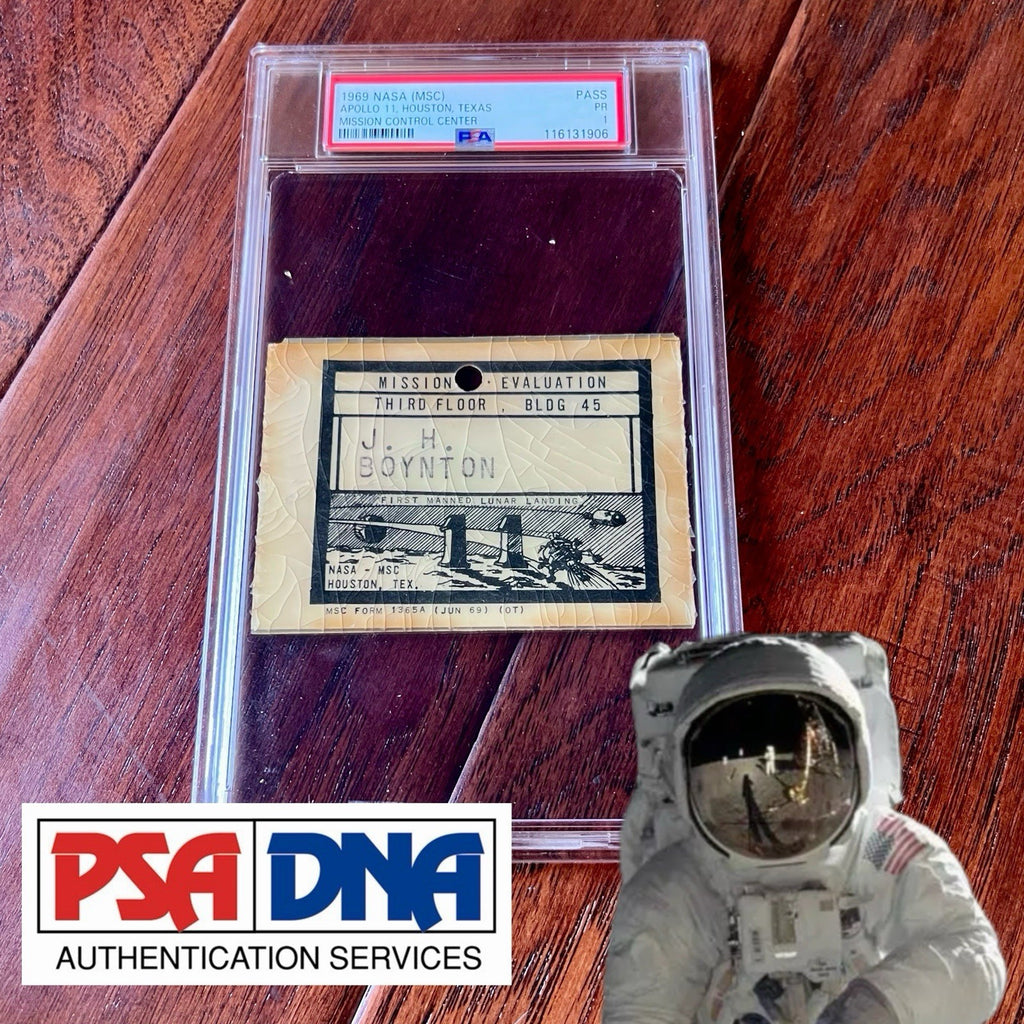 1969 NASA (MSC) PASS
APOLLO 11, HOUSTON, TEXAS PR
MISSION CONTROL CENTER 1
PSA 116131906
MISSION · EVALUATION
THIRD FLOOR , BLDG 45
J. H.
BOYNTON
FIRST MANNED LUNAR LANDING
11
NASA - MSC
HOUSTON, TEX.
MSC FORM 1365A (JUN 69) (OT)
PSA DNA
AUTHENTICATION SERVICES